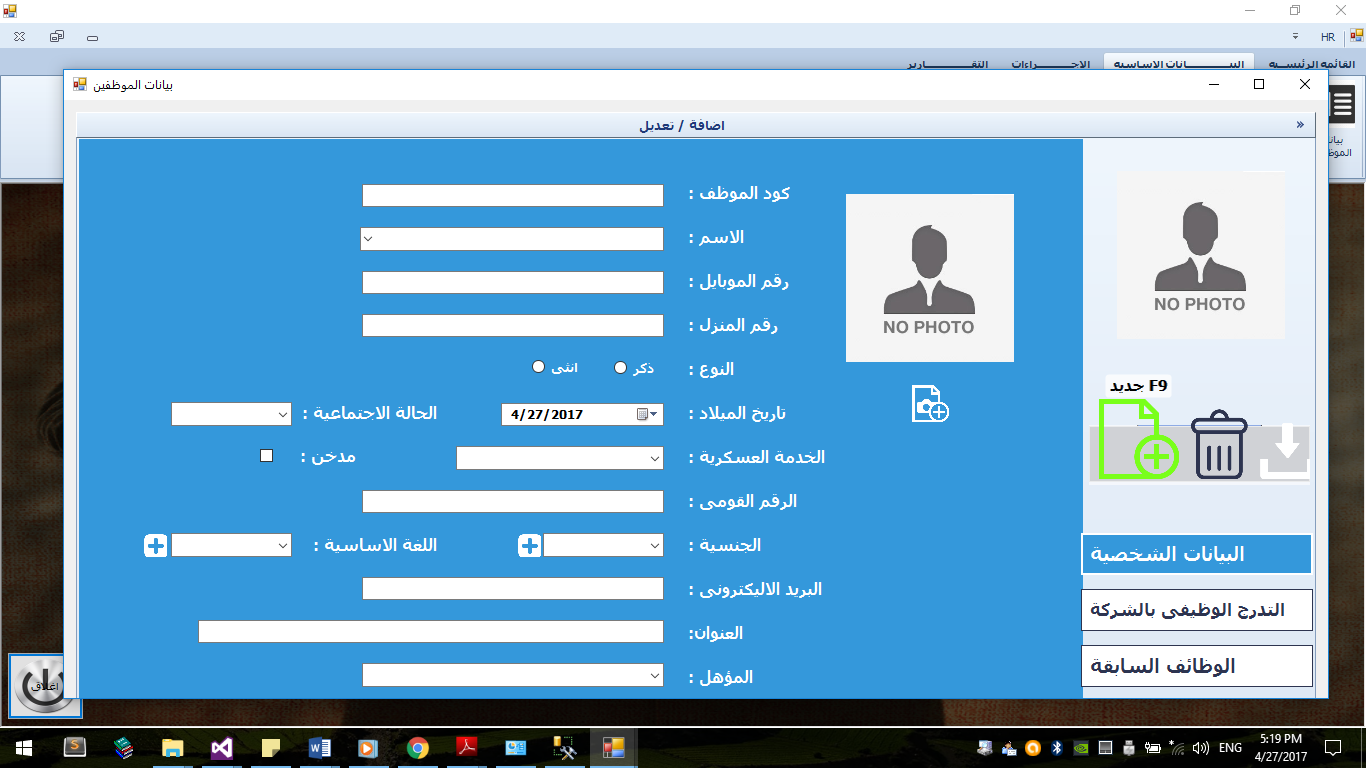 HR
القائمه الرئيسيه
البيانات الاساسيه
الاجراءات
التقارير
بيانات الموظفين
اضافة / تعديل
»
كود الموظف :
الاسم :
رقم الموبايل :
رقم المنزل :
النوع :
ذكر
انثى
تاريخ الميلاد :
4/27/2017
الحالة الاجتماعية :
الخدمة العسكرية :
مدخن :
الرقم القومى :
الجنسية :
اللغة الاساسية :
البريد الاليكترونى :
العنوان:
المؤهل :
NO PHOTO
NO PHOTO
جديد F9
البيانات الشخصية
التدرج الوظيفى بالشركة
الوظائف السابقة
اغلاق
ENG
5:19 PM
4/27/2017